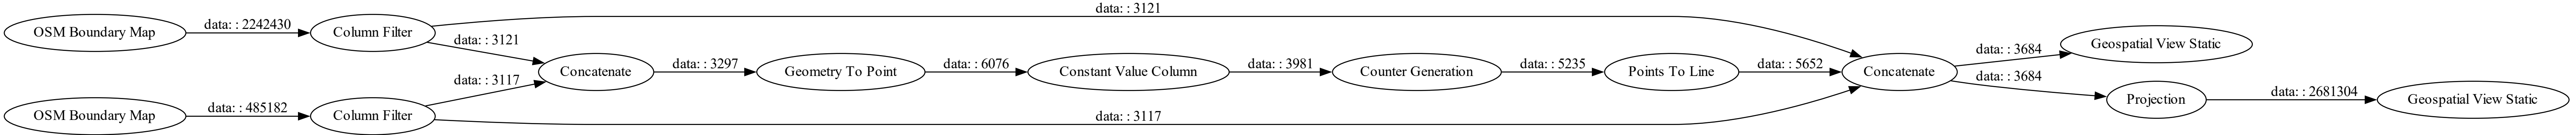 OSM Boundary Map
data: : 2242430
Column Filter
data: : 3121
data: : 3121
OSM Boundary Map
data: : 485182
Column Filter
data: : 3117
data: : 3117
Concatenate
data: : 3297
Geometry To Point
data: : 6076
Constant Value Column
data: : 3981
Counter Generation
data: : 5235
Points To Line
data: : 5652
Concatenate
data: : 3684
Geospatial View Static
data: : 3684
Projection
data: : 2681304
Geospatial View Static